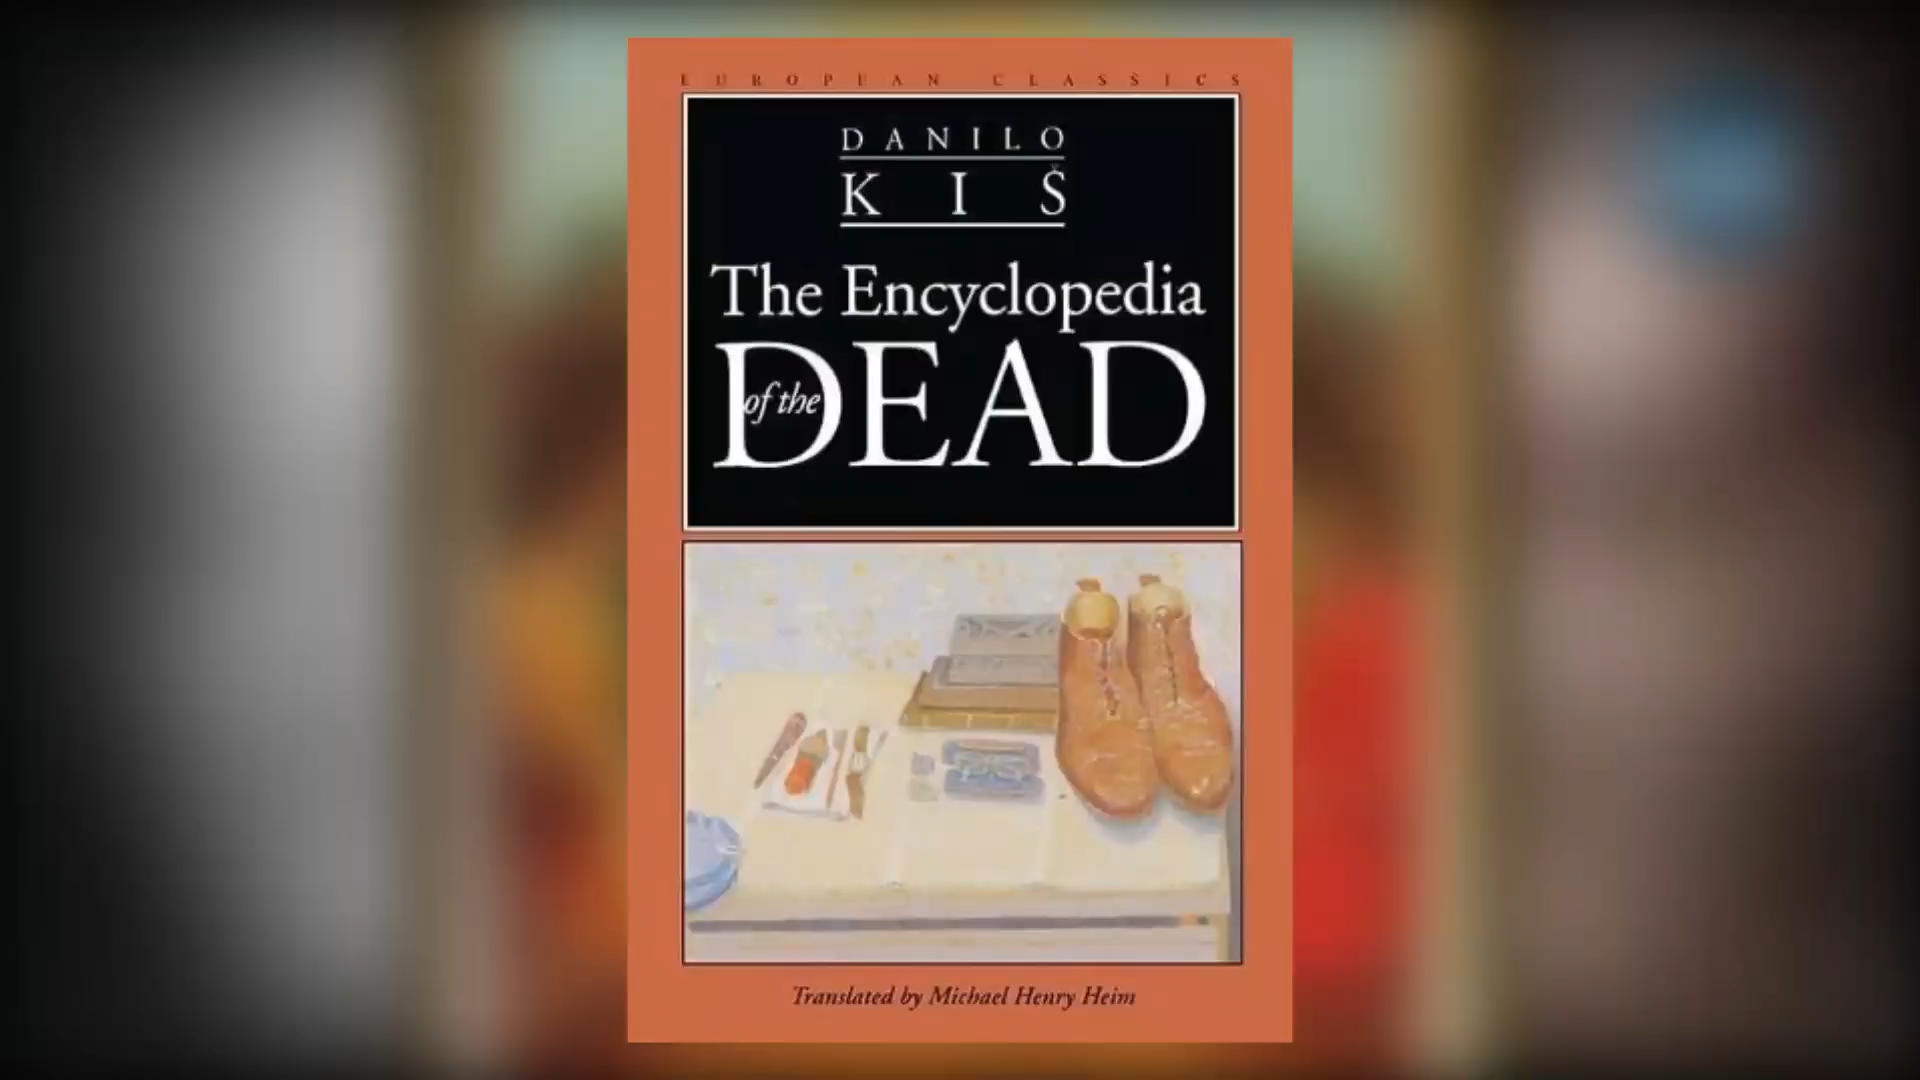 EUROPEAN CLASSICS
DANILO
KIŠ
The Encyclopedia
of the DEAD
Translated by Michael Henry Heim